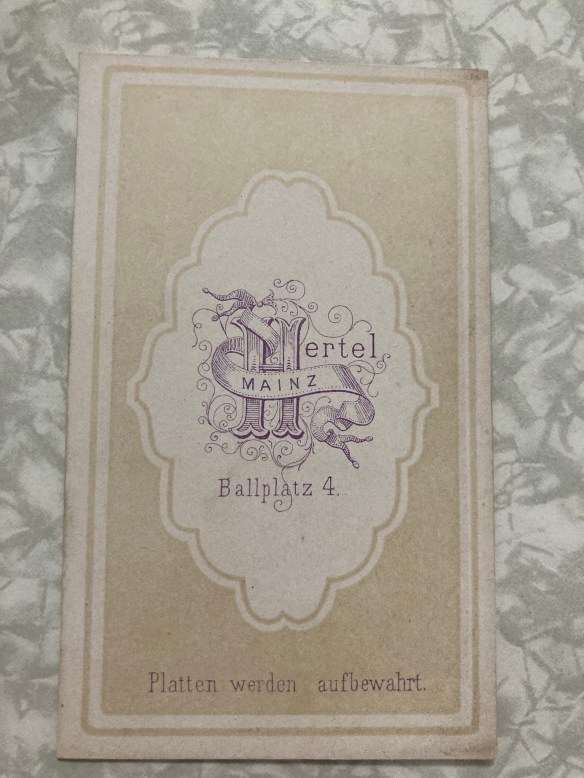 Hertel
MAINZ
Ballplatz 4.
Platten werden aufbewahrt.